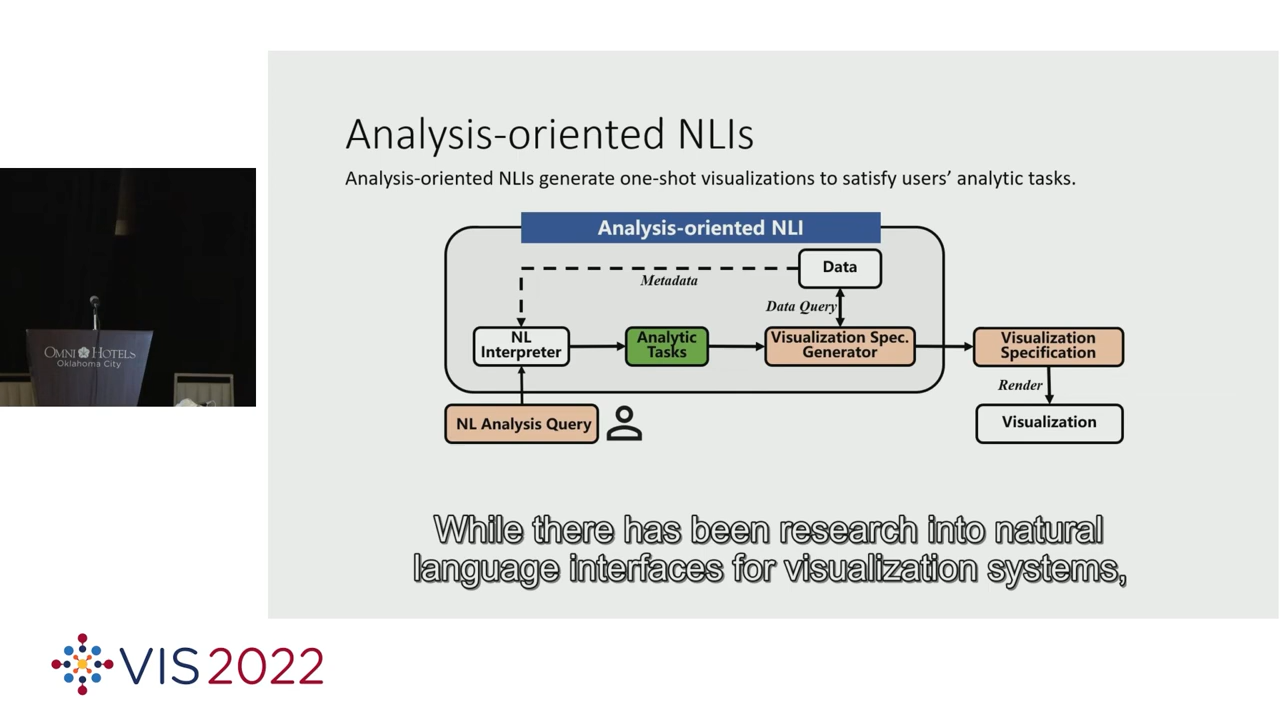 Analysis-oriented NLIs
Analysis-oriented NLIs generate one-shot visualizations to satisfy users’ analytic tasks.
Analysis-oriented NLI
Data
Metadata
Data Query
NL
Interpreter
Analytic
Tasks
Visualization Spec.
Generator
Visualization
Specification
Render
NL Analysis Query
Visualization
OMNI HOTELS
Oklahoma City
While there has been research into natural
language interfaces for visualization systems,
VIS2022